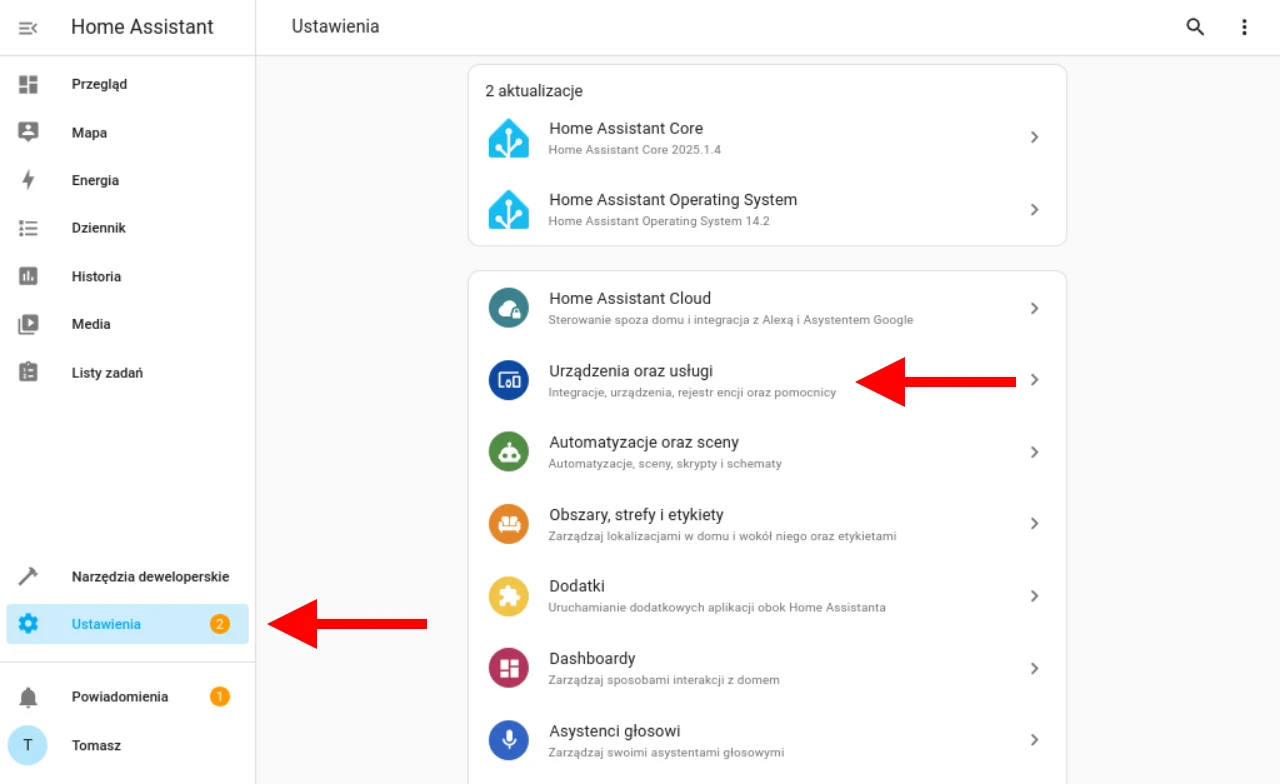 Home Assistant
Ustawienia
Przegląd
Mapa
Energia
Dziennik
Historia
Media
Listy zadań
Narzędzia deweloperskie
Ustawienia 2
Powiadomienia 1
T Tomasz
2 aktualizacje
Home Assistant Core
Home Assistant Core 2025.1.4
Home Assistant Operating System
Home Assistant Operating System 14.2
Home Assistant Cloud
Sterowanie spoza domu i integracja z Alexą i Asystentem Google
Urządzenia oraz usługi
Integracje, urządzenia, rejestr encji oraz pomocnicy
Automatyzacje oraz sceny
Automatyzacje, sceny, skrypty i schematy
Obszary, strefy i etykiety
Zarządzaj lokalizacjami w domu i wokół niego oraz etykietami
Dodatki
Uruchamianie dodatkowych aplikacji obok Home Assistanta
Dashboardy
Zarządzaj sposobami interakcji z domem
Asystenci głosowi
Zarządzaj swoimi asystentami głosowymi